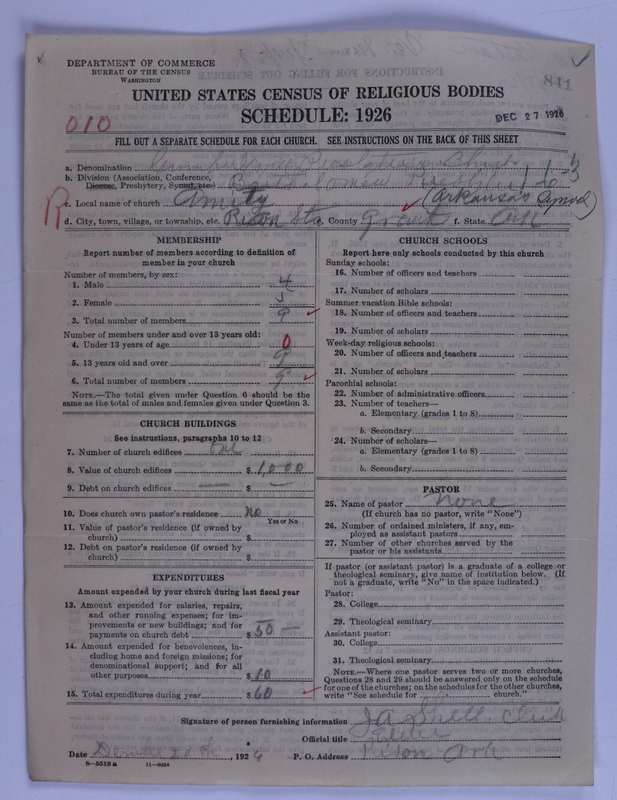 DEPARTMENT OF COMMERCE
BUREAU OF THE CENSUS
WASHINGTON
841
UNITED STATES CENSUS OF RELIGIOUS BODIES
SCHEDULE: 1926
DEC 27 1926
010
FILL OUT A SEPARATE SCHEDULE FOR EACH CHURCH. SEE INSTRUCTIONS ON THE BACK OF THIS SHEET
a. Denomination Cumberland Presbyterian Church
b. Division (Association, Conference, Diocese, Presbytery, Synod, etc.) Bartholomew 1-6-3
R c. Local name of church Amity (Arkansas Synod)
d. City, town, village, or township, etc. Rison County Grant f. State Ark
MEMBERSHIP
Report number of members according to definition of member in your church
Number of members, by sex:
1. Male 4
2. Female 5
3. Total number of members 9
Number of members under and over 13 years old:
4. Under 13 years of age 0
5. 13 years old and over 9
6. Total number of members 9
NOTE.—The total given under Question 6 should be the same as the total of males and females given under Question 3.
CHURCH BUILDINGS
See instructions, paragraphs 10 to 12
7. Number of church edifices one
8. Value of church edifices $ 1,000
9. Debt on church edifices — $ —
10. Does church own pastor's residence? no
Yes or No
11. Value of pastor's residence (if owned by church) $
12. Debt on pastor's residence (if owned by church) $
EXPENDITURES
Amount expended by your church during last fiscal year
13. Amount expended for salaries, repairs, and other running expenses; for improvements or new buildings; and for payments on church debt $ 50 —
14. Amount expended for benevolences, including home and foreign missions; for denominational support; and for all other purposes $ 10
15. Total expenditures during year $ 60
CHURCH SCHOOLS
Report here only schools conducted by this church
Sunday schools:
16. Number of officers and teachers
17. Number of scholars
Summer vacation Bible schools:
18. Number of officers and teachers
19. Number of scholars
Week-day religious schools:
20. Number of officers and teachers
21. Number of scholars
Parochial schools:
22. Number of administrative officers
23. Number of teachers—
a. Elementary (grades 1 to 8)
b. Secondary
24. Number of scholars—
a. Elementary (grades 1 to 8)
b. Secondary
PASTOR
25. Name of pastor None
(If church has no pastor, write "None")
26. Number of ordained ministers, if any, employed as assistant pastors
27. Number of other churches served by the pastor or his assistants
If pastor (or assistant pastor) is a graduate of a college or theological seminary, give name of institution below. (If not a graduate, write "No" in the space indicated.)
Pastor:
28. College
29. Theological seminary
Assistant pastor:
30. College
31. Theological seminary
NOTE.—Where one pastor serves two or more churches, Questions 28 and 29 should be answered only on the schedule for one of the churches; on the schedules for the other churches, write "See schedule for church."
Signature of person furnishing information J A Shell Clerk
Official title
Date 1926 P. O. Address Rison Ark
8-5518a 11-9024